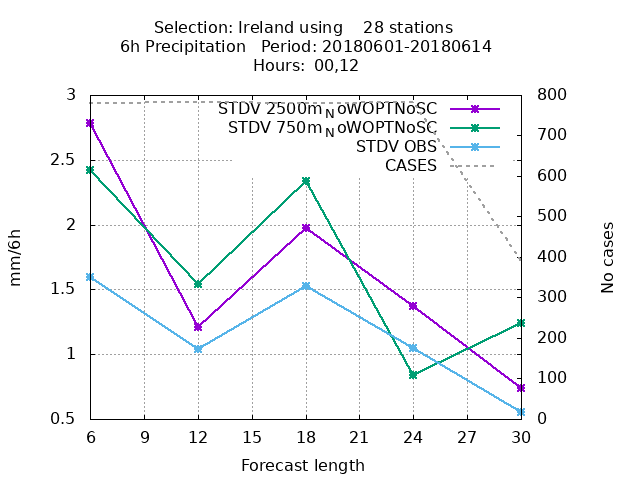 Selection: Ireland using    28 stations
6h Precipitation   Period: 20180601-20180614
Hours:  00,12
3
2.5
2
1.5
1
0.5
mm/6h
STDV 2500m_NoWOPTNoSC
STDV 750m_NoWOPTNoSC
STDV OBS
CASES
800
700
600
500
400
300
200
100
0
No cases
6 9 12 15 18 21 24 27 30
Forecast length